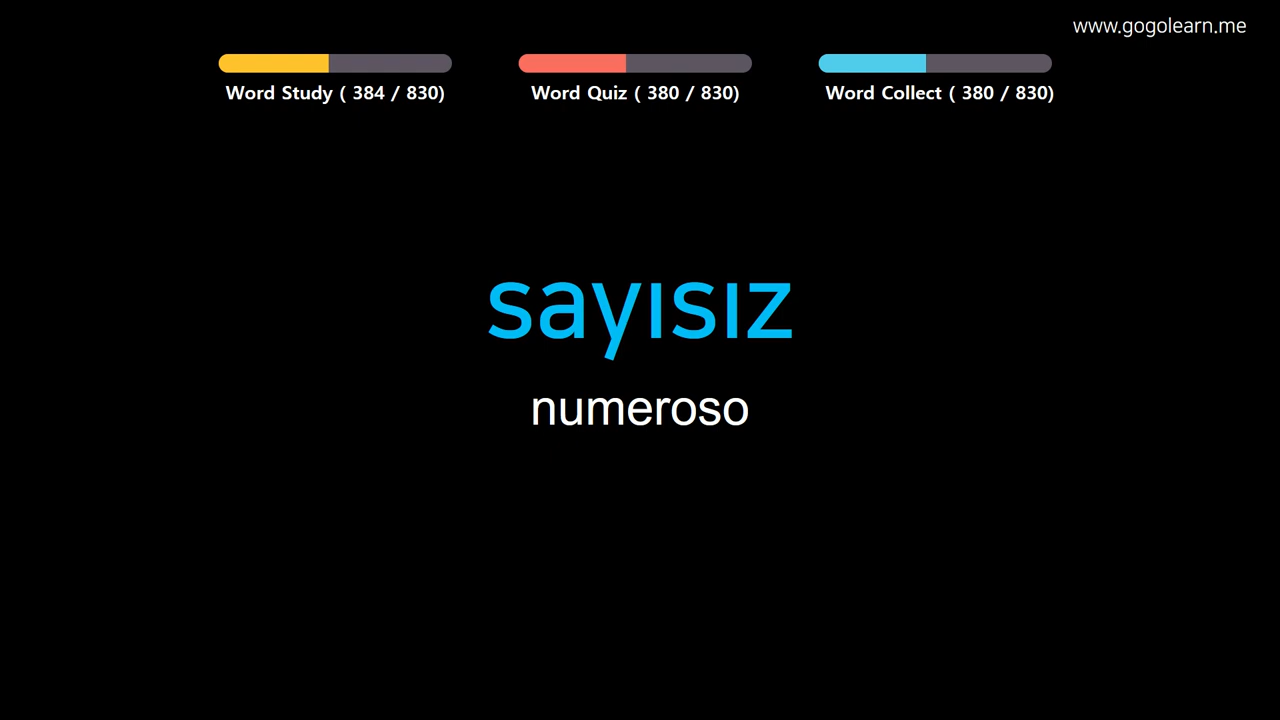 www.gogolearn.me
Word Study ( 384 / 830)
Word Quiz ( 380 / 830)
Word Collect ( 380 / 830)
sayısız
numeroso